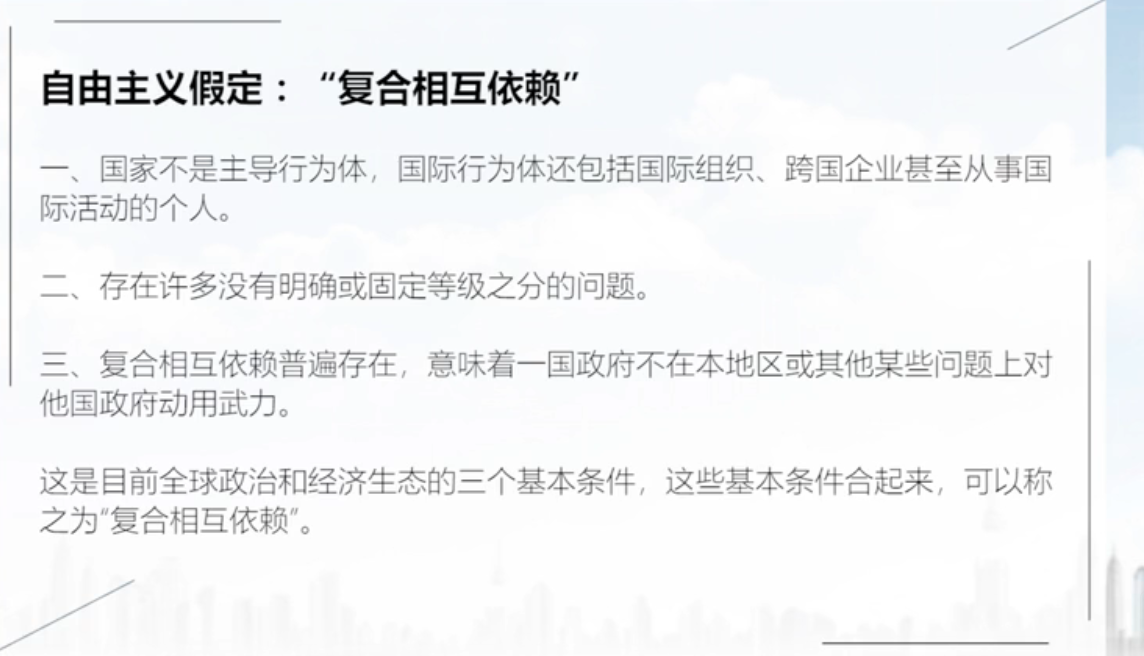 自由主义假定：“复合相互依赖”
一、国家不是主导行为体，国际行为体还包括国际组织、跨国企业甚至从事国
际活动的个人。
二、存在许多没有明确或固定等级之分的问题。
三、复合相互依赖普遍存在，意味着一国政府不在本地区或其他某些问题上对
他国政府动用武力。
这是目前全球政治和经济生态的三个基本条件，这些基本条件合起来，可以称
之为“复合相互依赖”。